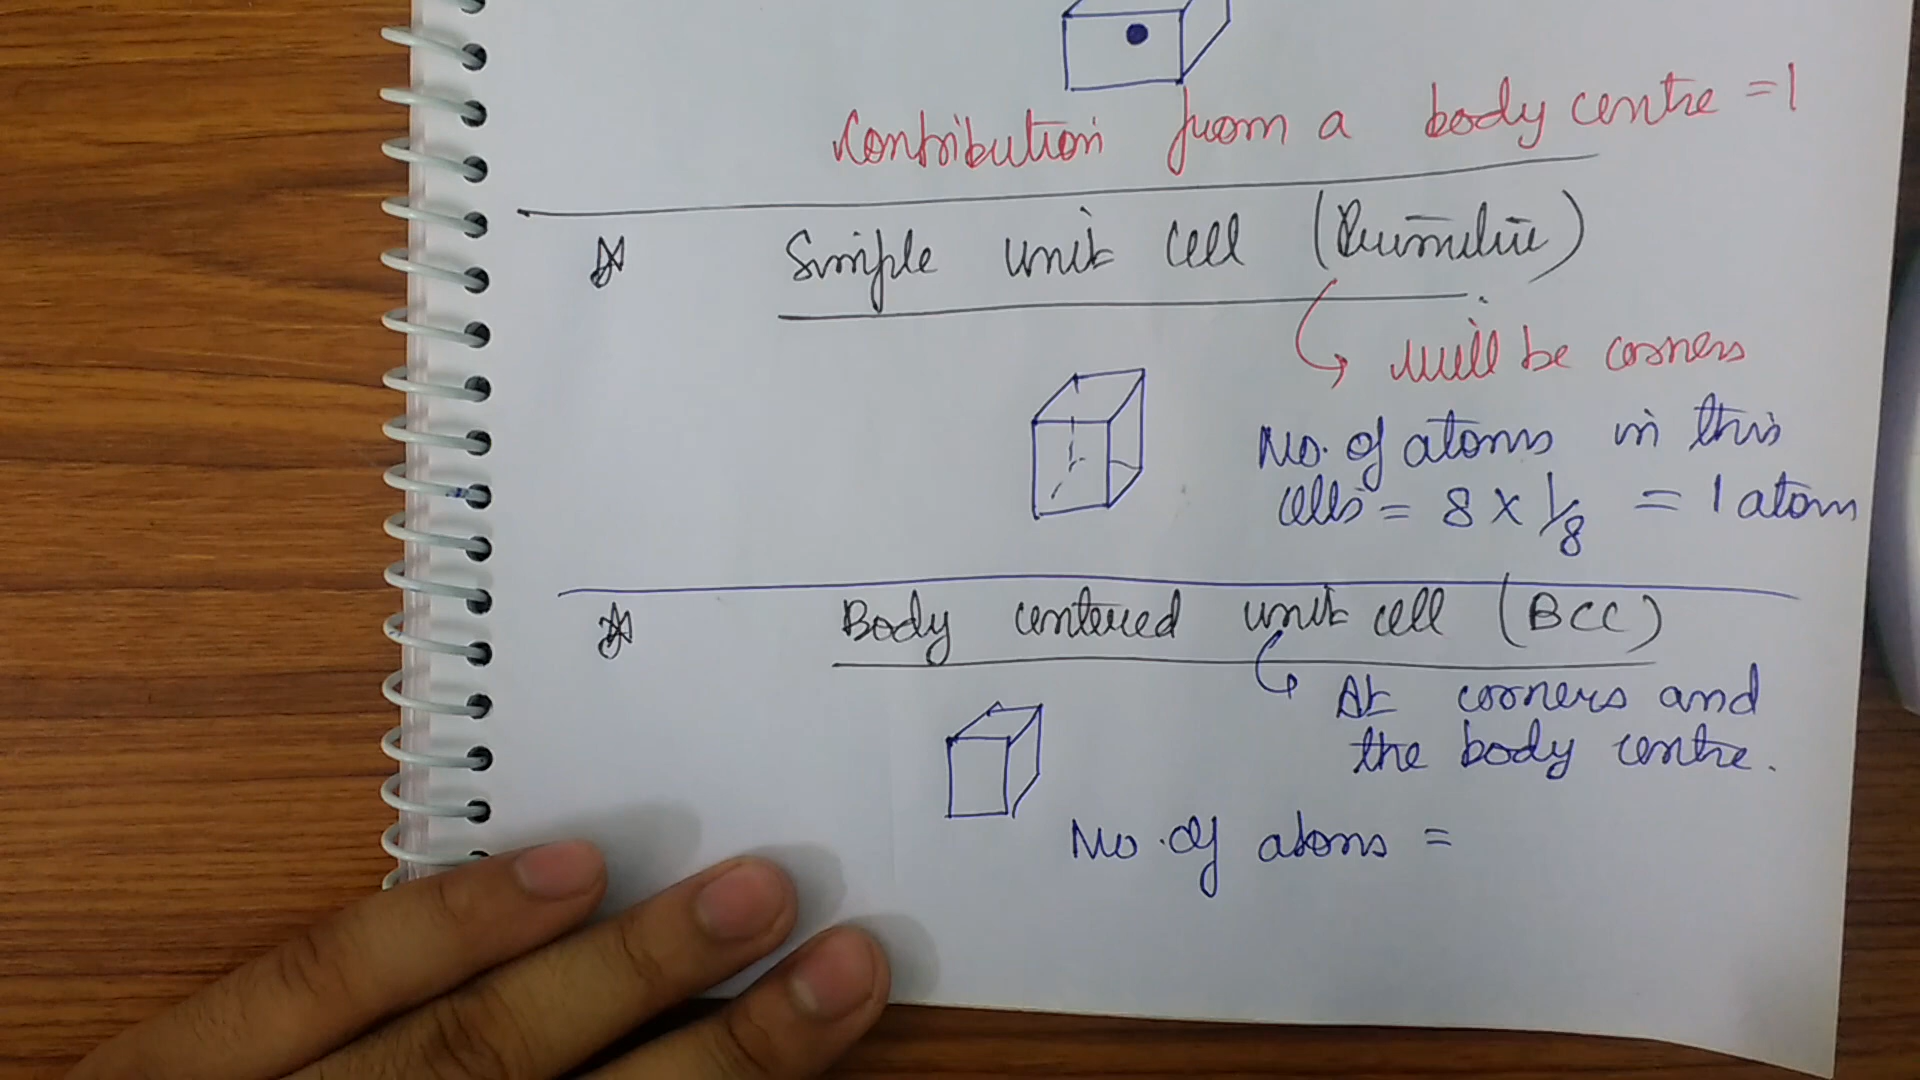 Contribution from a body centre = 1
Simple unit cell (Primitive)
will be corners
No. of atoms in this
cells = 8 x 1/8 = 1 atom
Body centered unit cell (BCC)
At corners and
the body centre.
No. of atoms =